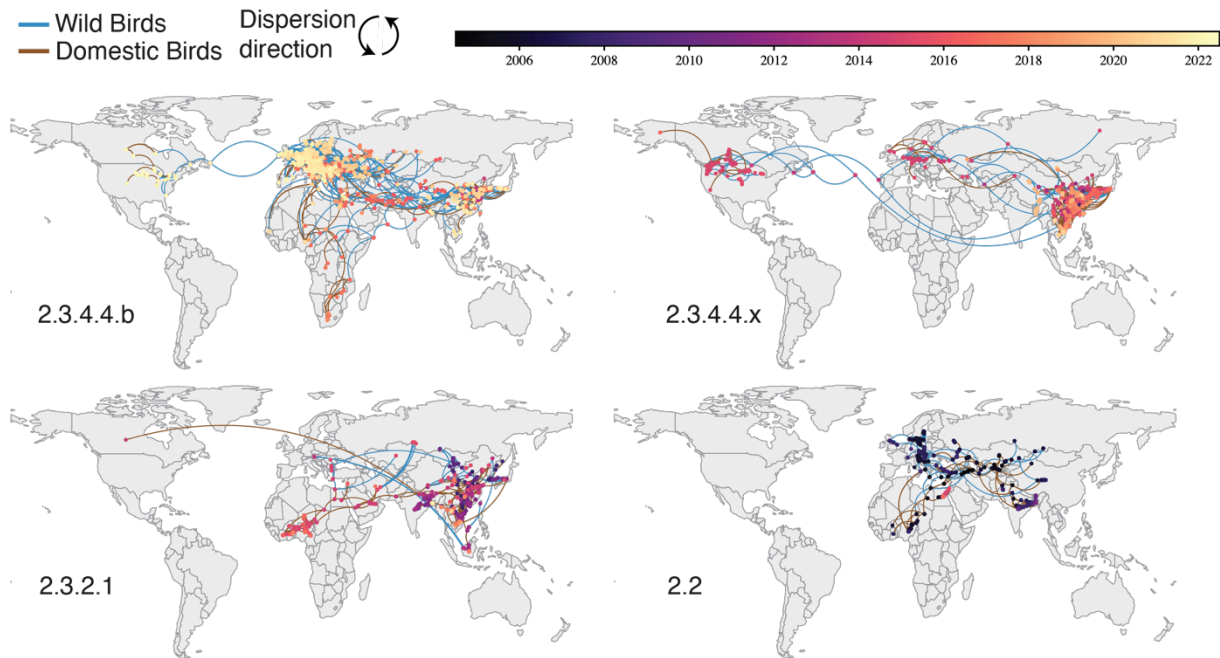 Wild Birds
Domestic Birds
Dispersion
direction
2006 2008 2010 2012 2014 2016 2018 2020 2022
2.3.4.4.b
2.3.4.4.x
2.3.2.1
2.2